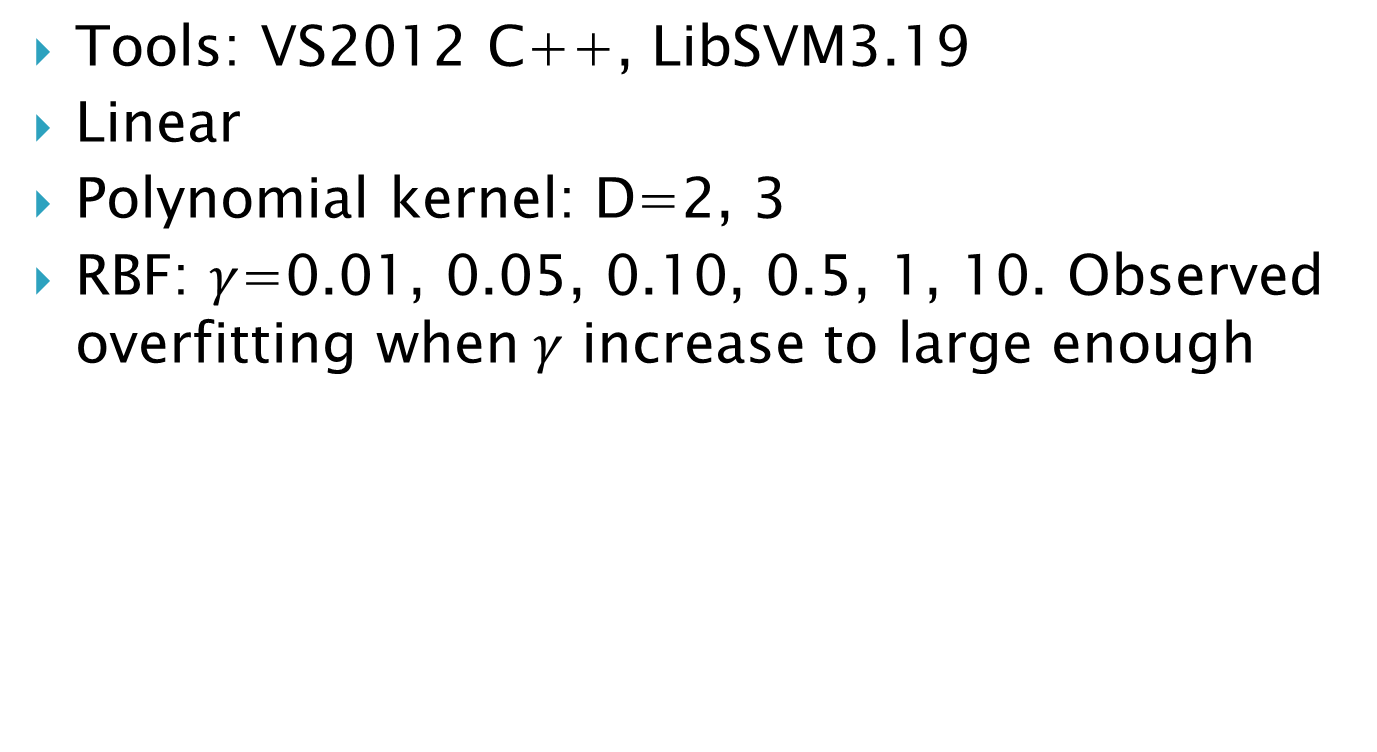 Tools: VS2012 C++, LibSVM3.19
Linear
Polynomial kernel: D=2, 3
RBF: γ=0.01, 0.05, 0.10, 0.5, 1, 10. Observed
overfitting when γ increase to large enough